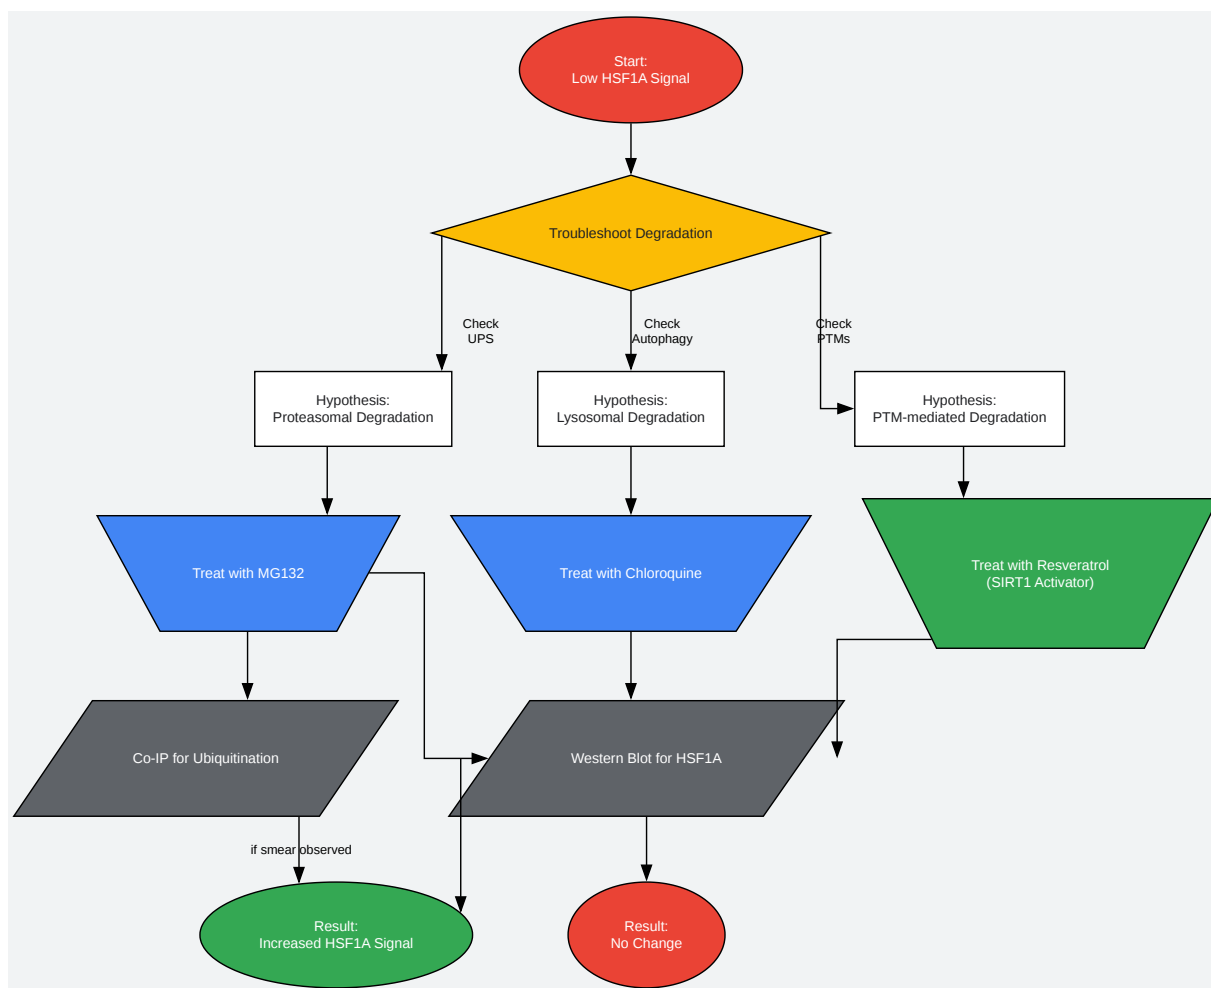 Start:
Low HSF1A Signal
Troubleshoot Degradation
Check
UPS
Check
Autophagy
Check
PTMs
Hypothesis:
Proteasomal Degradation
Hypothesis:
Lysosomal Degradation
Hypothesis:
PTM-mediated Degradation
Treat with MG132
Treat with Chloroquine
Treat with Resveratrol
(SIRT1 Activator)
Co-IP for Ubiquitination
Western Blot for HSF1A
if smear observed
Result:
Increased HSF1A Signal
Result:
No Change